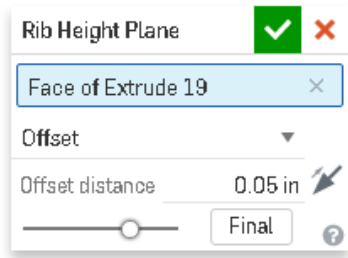 Rib Height Plane
Face of Extrude 19
Offset
Offset distance 0.05 in
Final